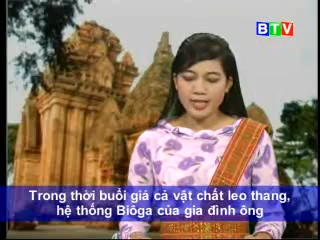 BTV
Trong thời buổi giá cả vật chất leo thang,
hệ thống Biôga của gia đình ông